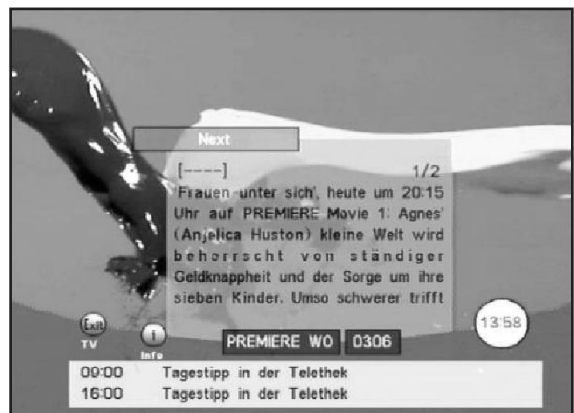 Next
[----] 1/2
'Frauen unter sich', heute um 20:15
Uhr auf PREMIERE Movie 1: Agnes'
(Anjelica Huston) kleine Welt wird
beherrscht von ständiger
Geldknappheit und der Sorge um ihre
sieben Kinder. Umso schwerer trifft
Exit
TV
i
Info
PREMIERE WO 0306
13:58
09:00 Tagestipp in der Telethek
16:00 Tagestipp in der Telethek